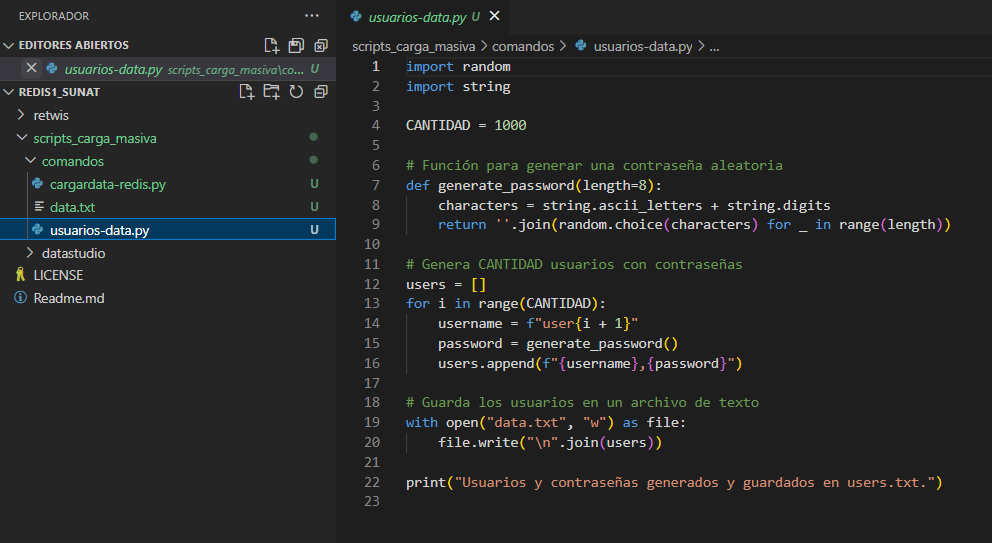 EXPLORADOR ...
EDITORES ABIERTOS
usuarios-data.py scripts_carga_masiva\co... U
REDIS1_SUNAT
retwis
scripts_carga_masiva
comandos
cargardata-redis.py U
data.txt U
usuarios-data.py U
datastudio
LICENSE
Readme.md
usuarios-data.py U
scripts_carga_masiva > comandos > usuarios-data.py > ...
1 import random
2 import string
3
4 CANTIDAD = 1000
5
6 # Función para generar una contraseña aleatoria
7 def generate_password(length=8):
8     characters = string.ascii_letters + string.digits
9     return ''.join(random.choice(characters) for _ in range(length))
10
11 # Genera CANTIDAD usuarios con contraseñas
12 users = []
13 for i in range(CANTIDAD):
14     username = f"user{i + 1}"
15     password = generate_password()
16     users.append(f"{username},{password}")
17
18 # Guarda los usuarios en un archivo de texto
19 with open("data.txt", "w") as file:
20     file.write("\n".join(users))
21
22 print("Usuarios y contraseñas generados y guardados en users.txt.")
23